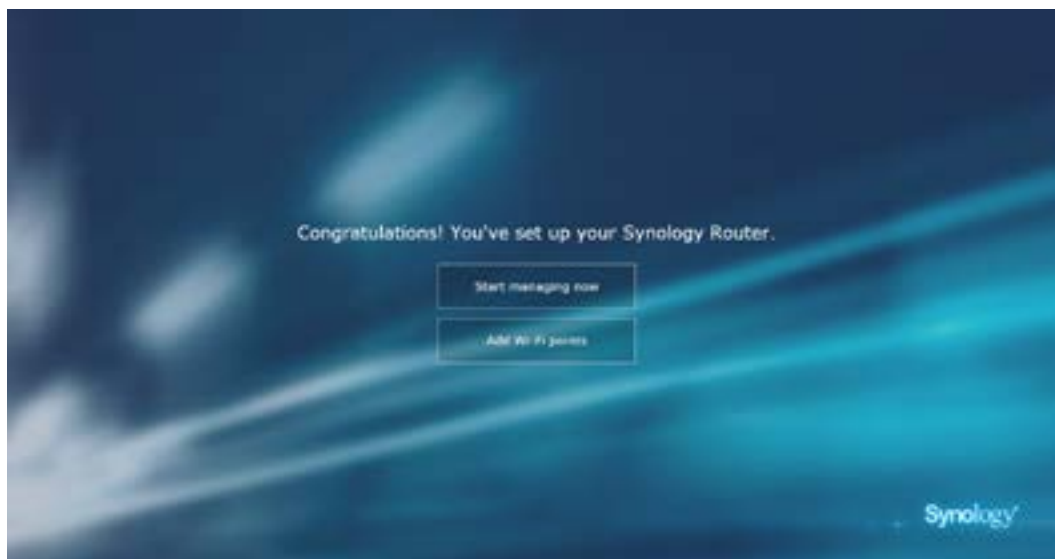 Congratulations! You've set up your Synology Router.
Start managing now
Add Wi-Fi points
Synology